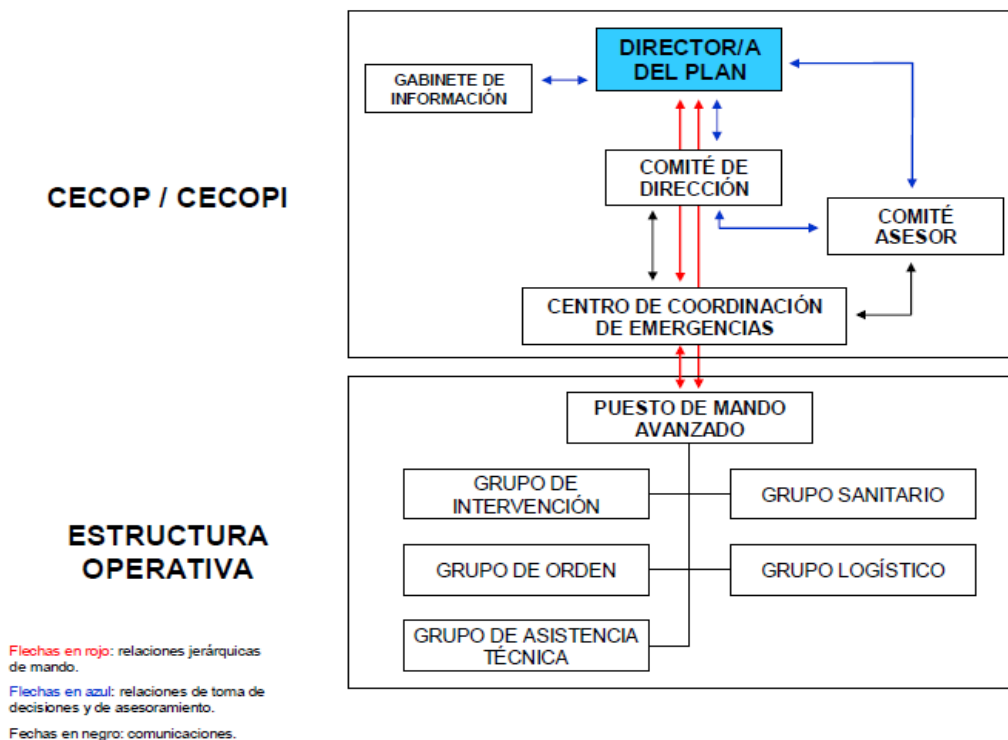 DIRECTOR/A
DEL PLAN
GABINETE DE
INFORMACIÓN
COMITÉ DE
DIRECCIÓN
CECOP / CECOPI
COMITÉ
ASESOR
CENTRO DE COORDINACIÓN
DE EMERGENCIAS
PUESTO DE MANDO
AVANZADO
GRUPO DE
INTERVENCIÓN
GRUPO SANITARIO
ESTRUCTURA
OPERATIVA
GRUPO DE ORDEN
GRUPO LOGÍSTICO
GRUPO DE ASISTENCIA
TÉCNICA
Flechas en rojo: relaciones jerárquicas
de mando.
Flechas en azul: relaciones de toma de
decisiones y de asesoramiento.
Fechas en negro: comunicaciones.